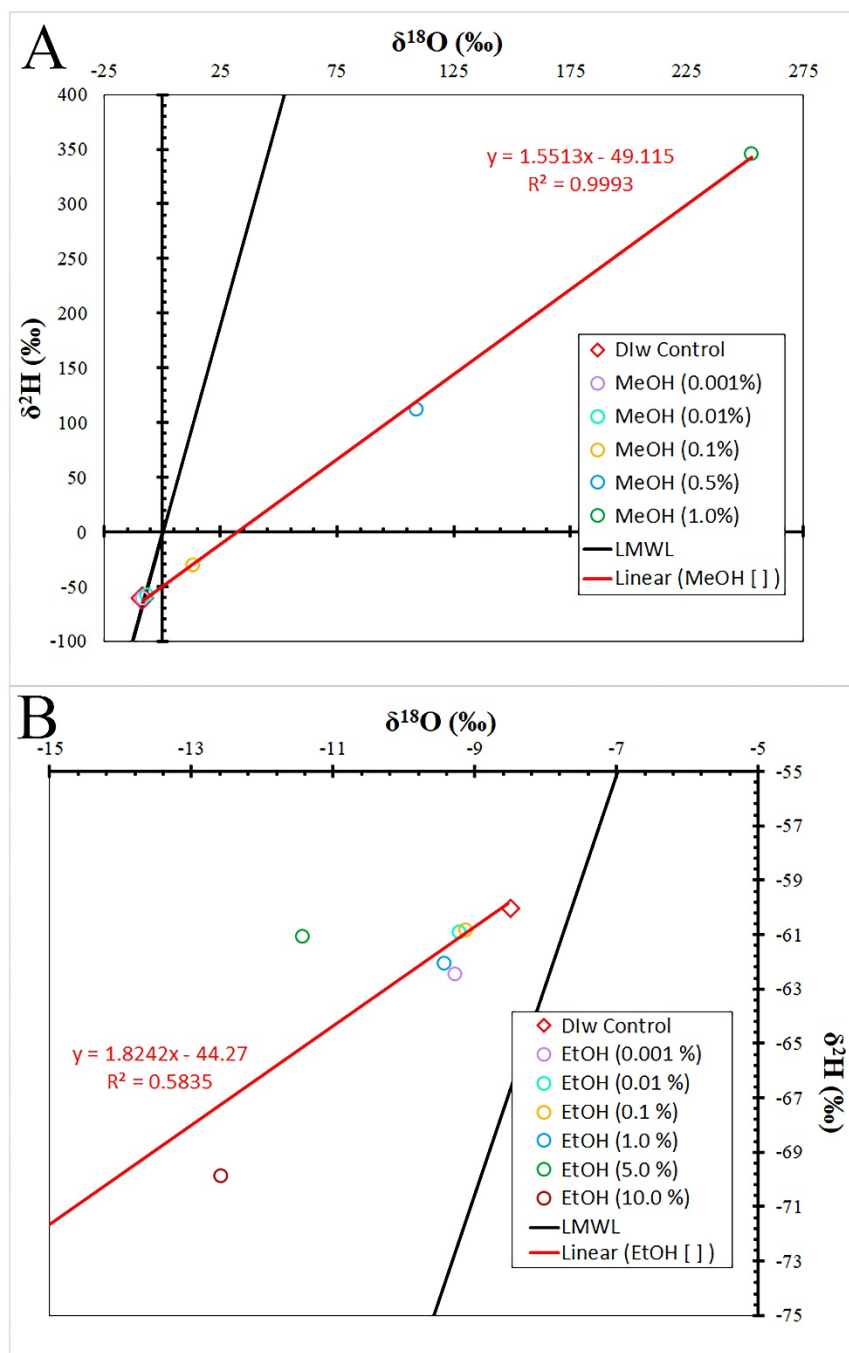 A
δ¹⁸O (‰)
-25 25 75 125 175 225 275
400
350
300
250
200
150
100
50
0
-50
-100
δ²H (‰)
y = 1.5513x - 49.115
R² = 0.9993
DIw Control
MeOH (0.001%)
MeOH (0.01%)
MeOH (0.1%)
MeOH (0.5%)
MeOH (1.0%)
LMWL
Linear (MeOH [ ] )
B
δ¹⁸O (‰)
-15 -13 -11 -9 -7 -5
-55
-57
-59
-61
-63
-65
-67
-69
-71
-73
-75
δ²H (‰)
y = 1.8242x - 44.27
R² = 0.5835
DIw Control
EtOH (0.001 %)
EtOH (0.01 %)
EtOH (0.1 %)
EtOH (1.0 %)
EtOH (5.0 %)
EtOH (10.0 %)
LMWL
Linear (EtOH [ ] )